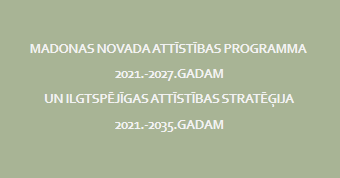 MADONAS NOVADA ATTĪSTĪBAS PROGRAMMA
2021.-2027.GADAM
UN ILGTSPĒJĪGAS ATTĪSTĪBAS STRATĒĢIJA
2021.-2035.GADAM